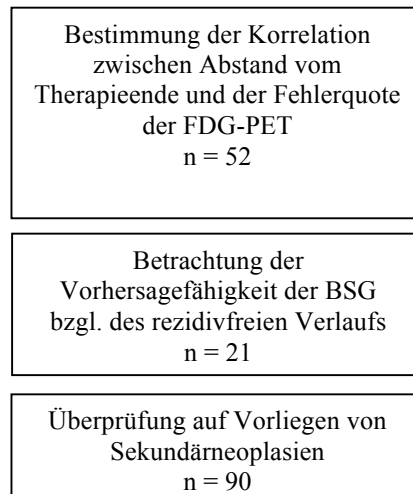 Bestimmung der Korrelation
zwischen Abstand vom
Therapieende und der Fehlerquote
der FDG-PET
n = 52
Betrachtung der
Vorhersagefähigkeit der BSG
bzgl. des rezidivfreien Verlaufs
n = 21
Überprüfung auf Vorliegen von
Sekundärneoplasien
n = 90